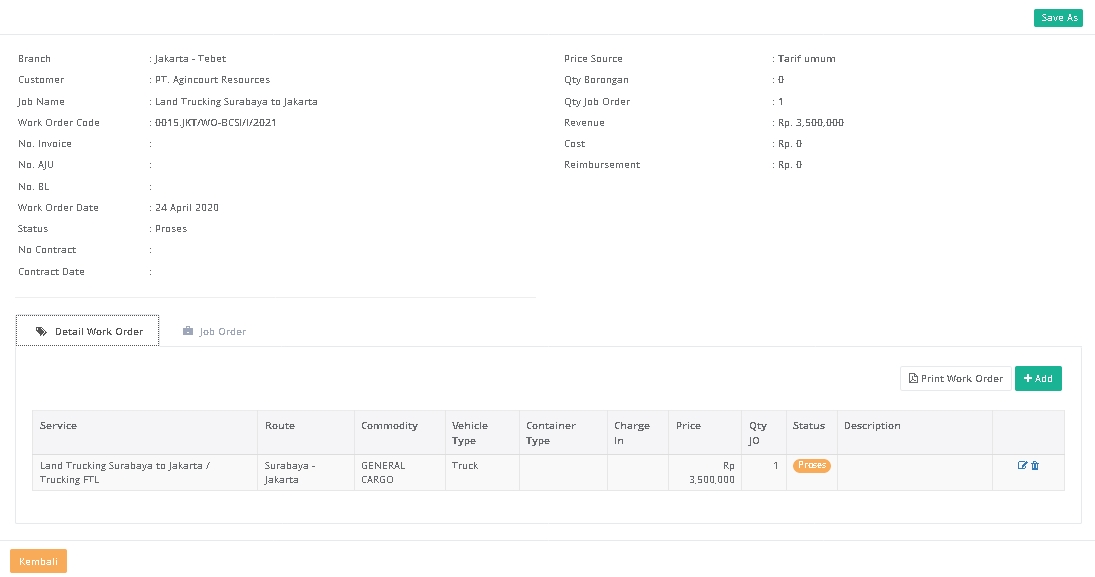 Save As
Branch : Jakarta - Tebet
Customer : PT. Agincourt Resources
Job Name : Land Trucking Surabaya to Jakarta
Work Order Code : 0015.JKT/WO-BCSI/I/2021
No. Invoice :
No. AJU :
No. BL :
Work Order Date : 24 April 2020
Status : Proses
No Contract :
Contract Date :
Price Source : Tarif umum
Qty Borongan : 0
Qty Job Order : 1
Revenue : Rp. 3,500,000
Cost : Rp. 0
Reimbursement : Rp. 0
Detail Work Order Job Order
Print Work Order + Add
Service Route Commodity Vehicle Type Container Type Charge In Price Qty JO Status Description
Land Trucking Surabaya to Jakarta / Trucking FTL Surabaya - Jakarta GENERAL CARGO Truck Rp 3,500,000 1 Proses
Kembali